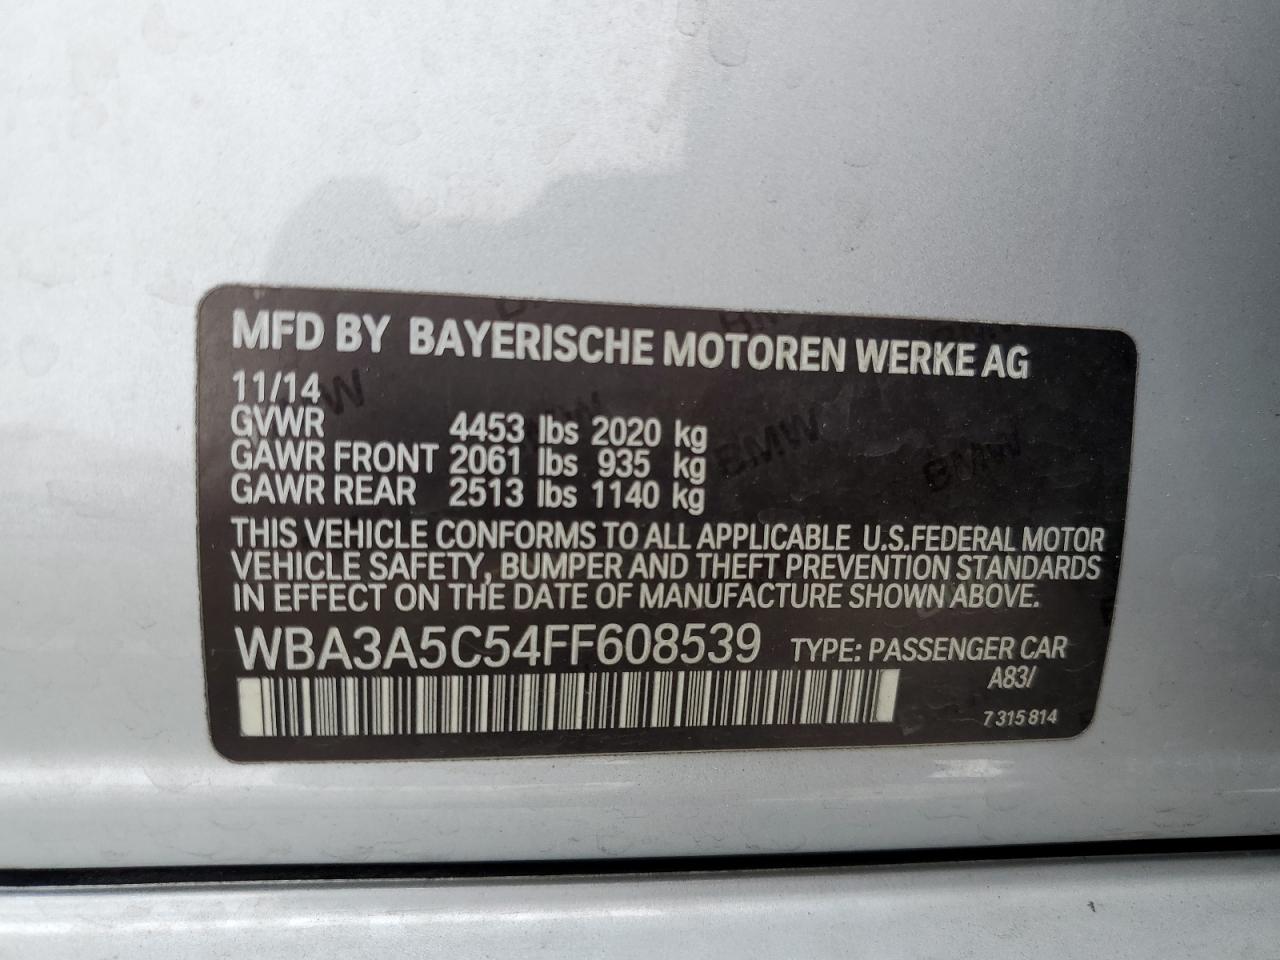 MFD BY BAYERISCHE MOTOREN WERKE AG
11/14
GVWR 4453 lbs 2020 kg
GAWR FRONT 2061 lbs 935 kg
GAWR REAR 2513 lbs 1140 kg
THIS VEHICLE CONFORMS TO ALL APPLICABLE U.S.FEDERAL MOTOR
VEHICLE SAFETY, BUMPER AND THEFT PREVENTION STANDARDS
IN EFFECT ON THE DATE OF MANUFACTURE SHOWN ABOVE.
WBA3A5C54FF608539 TYPE: PASSENGER CAR
A83/
7 315 814
BMW
BMW